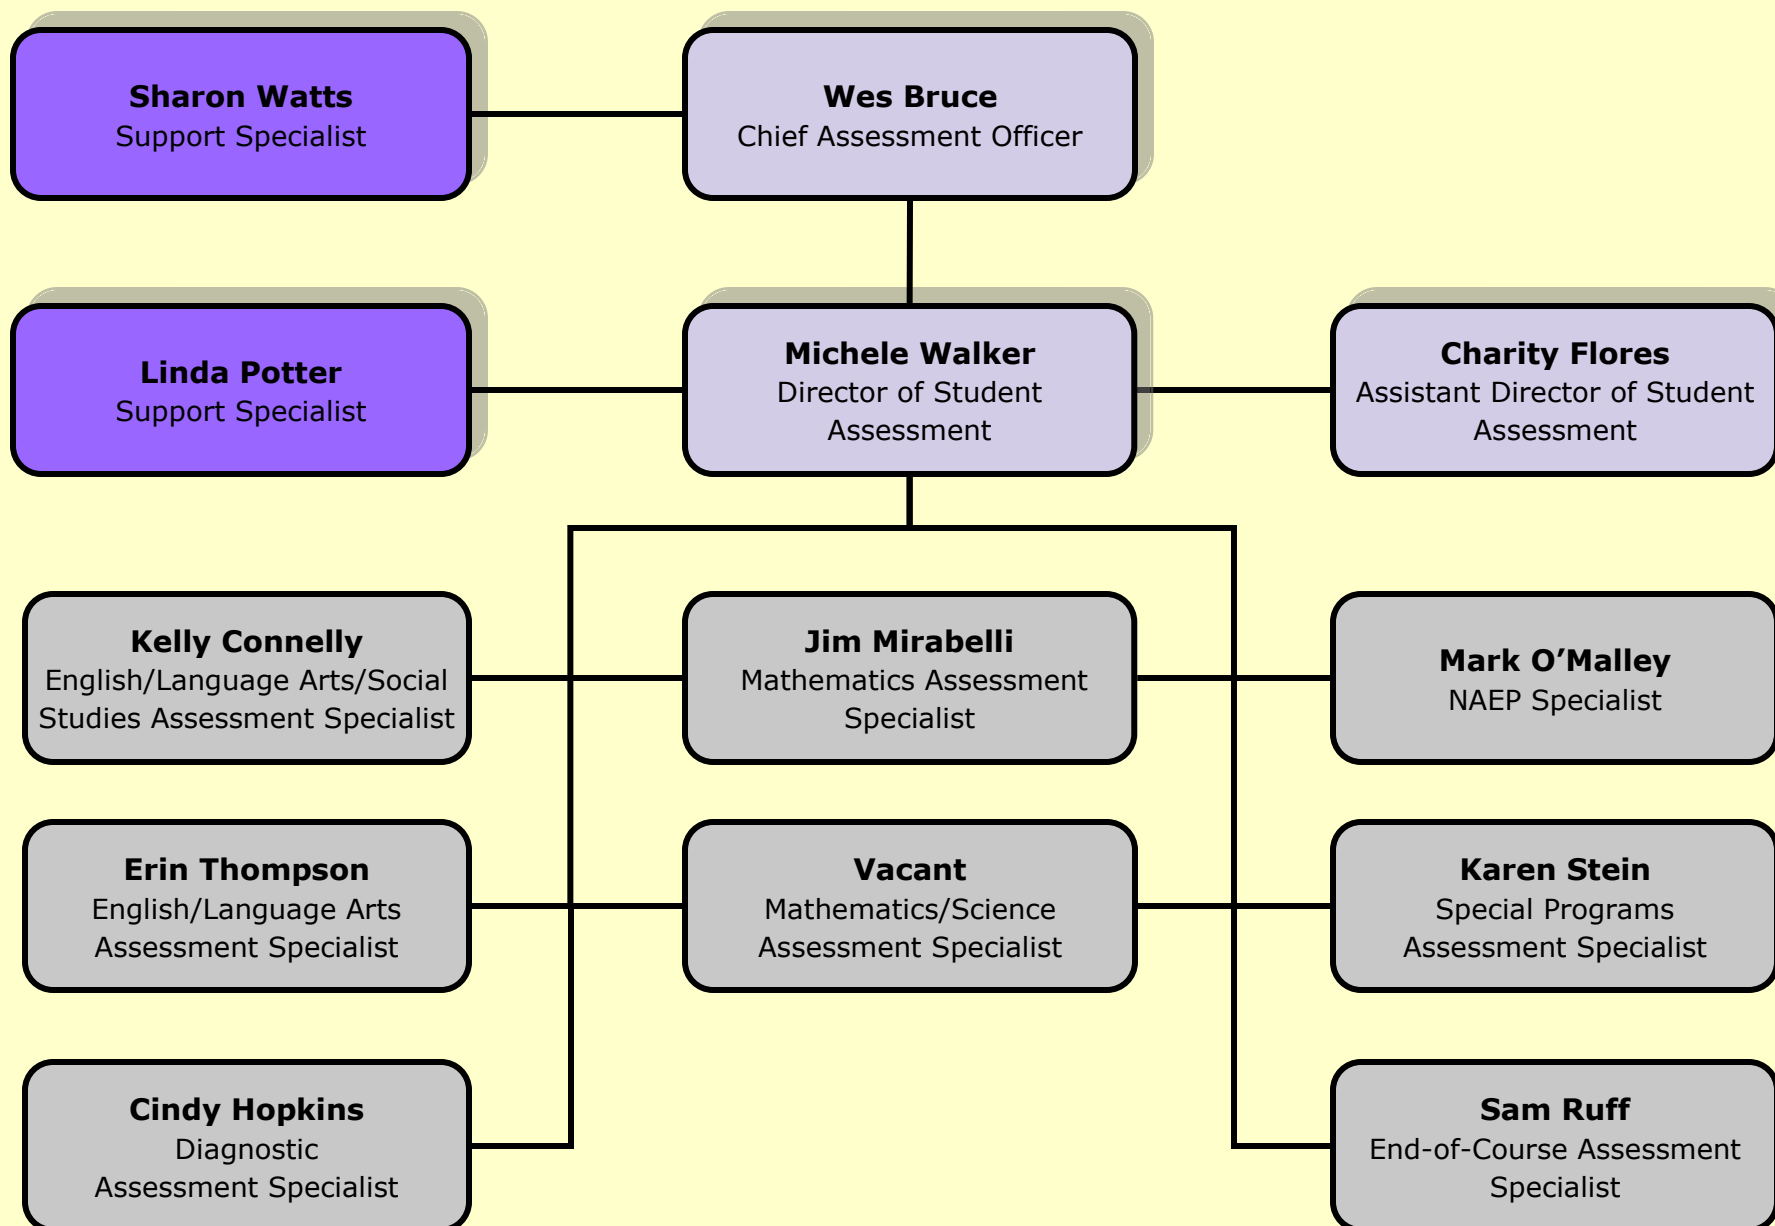 Sharon Watts
Support Specialist
Wes Bruce
Chief Assessment Officer
Linda Potter
Support Specialist
Michele Walker
Director of Student
Assessment
Charity Flores
Assistant Director of Student
Assessment
Kelly Connelly
English/Language Arts/Social
Studies Assessment Specialist
Jim Mirabelli
Mathematics Assessment
Specialist
Mark O’Malley
NAEP Specialist
Erin Thompson
English/Language Arts
Assessment Specialist
Vacant
Mathematics/Science
Assessment Specialist
Karen Stein
Special Programs
Assessment Specialist
Cindy Hopkins
Diagnostic
Assessment Specialist
Sam Ruff
End-of-Course Assessment
Specialist